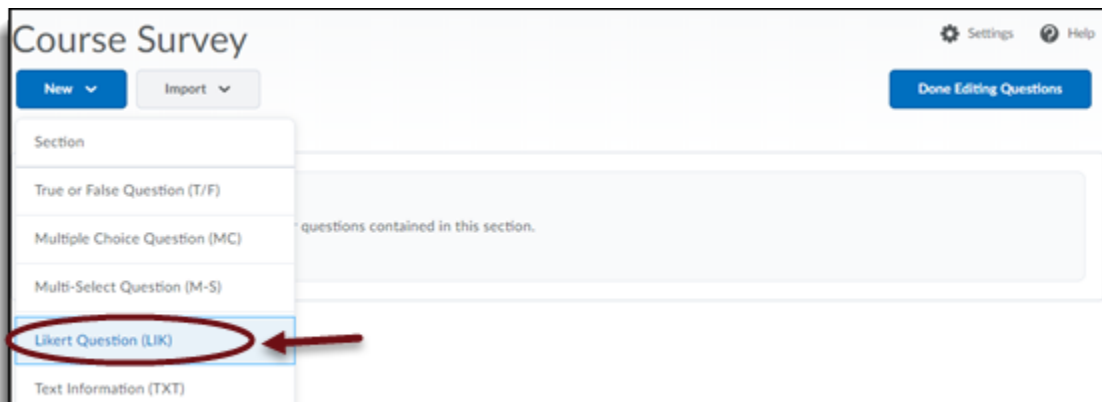 Course Survey
Settings
Help
New
Import
Done Editing Questions
Section
True or False Question (T/F)
questions contained in this section.
Multiple Choice Question (MC)
Multi-Select Question (M-S)
Likert Question (LIK)
Text Information (TXT)